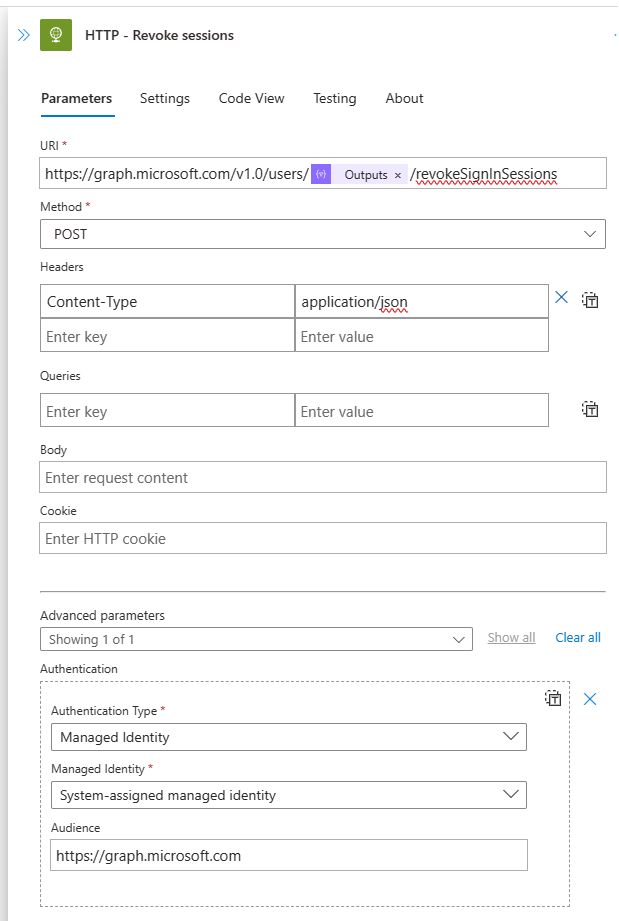 HTTP - Revoke sessions
Parameters Settings Code View Testing About
URI *
https://graph.microsoft.com/v1.0/users/ Outputs × /revokeSignInSessions
Method *
POST
Headers
Content-Type application/json
Enter key Enter value
Queries
Enter key Enter value
Body
Enter request content
Cookie
Enter HTTP cookie
Advanced parameters
Showing 1 of 1 Show all Clear all
Authentication
Authentication Type *
Managed Identity
Managed Identity *
System-assigned managed identity
Audience
https://graph.microsoft.com